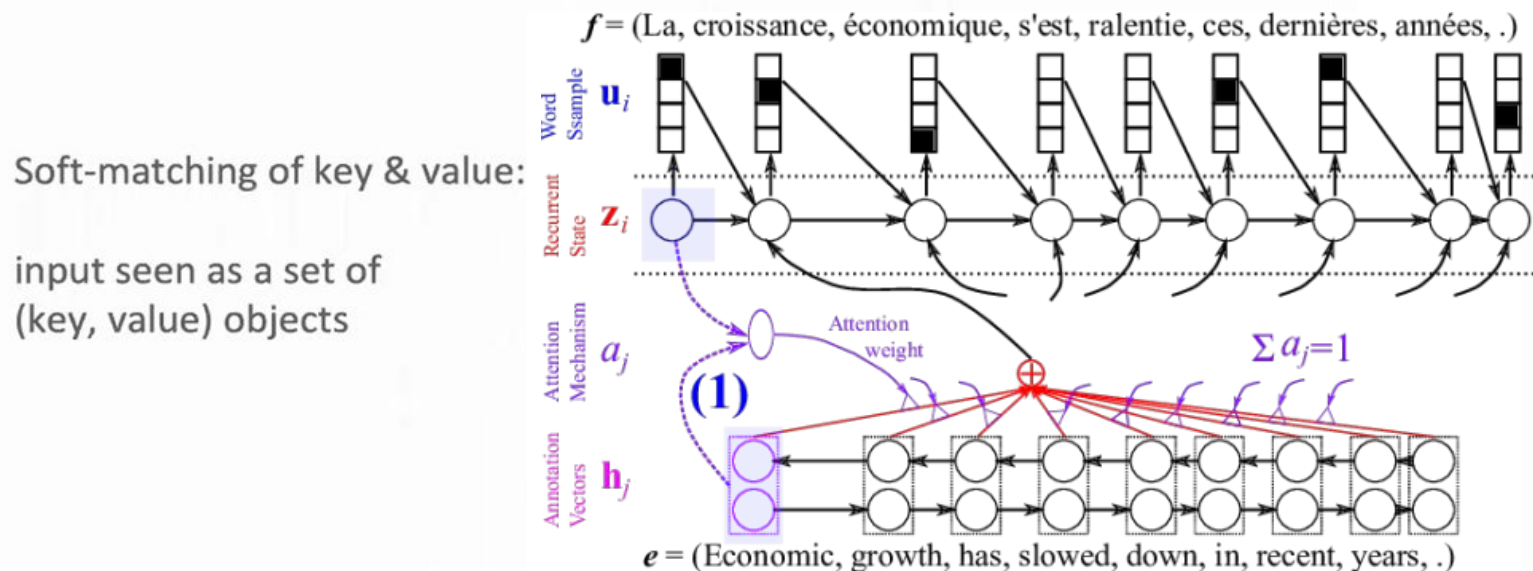 f = (La, croissance, économique, s'est, ralentie, ces, dernières, années, .)
Word
Ssample
u_i
Soft-matching of key & value:
input seen as a set of
(key, value) objects
Recurrent
State
z_i
Attention
Mechanism
a_j
Attention
weight
Σ a_j=1
(1)
Annotation
Vectors
h_j
e = (Economic, growth, has, slowed, down, in, recent, years, .)